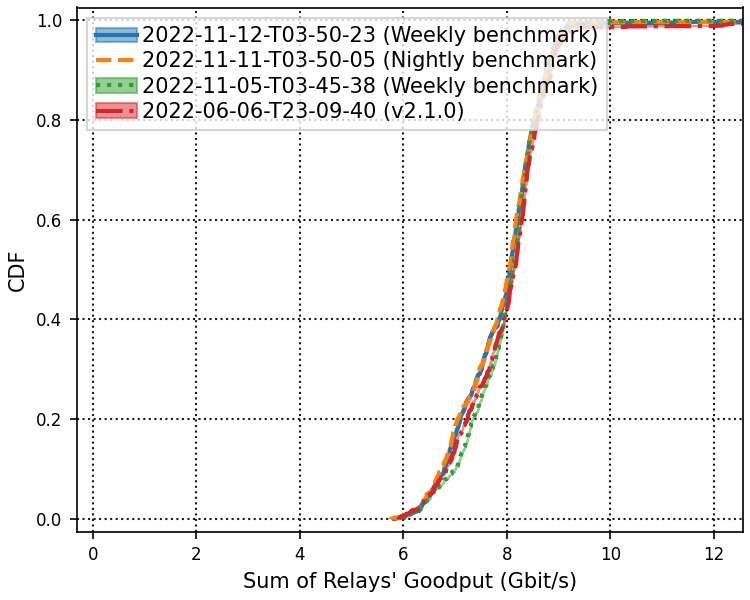 1.0
0.8
0.6
0.4
0.2
0.0
CDF
2022-11-12-T03-50-23 (Weekly benchmark)
2022-11-11-T03-50-05 (Nightly benchmark)
2022-11-05-T03-45-38 (Weekly benchmark)
2022-06-06-T23-09-40 (v2.1.0)
0 2 4 6 8 10 12
Sum of Relays' Goodput (Gbit/s)